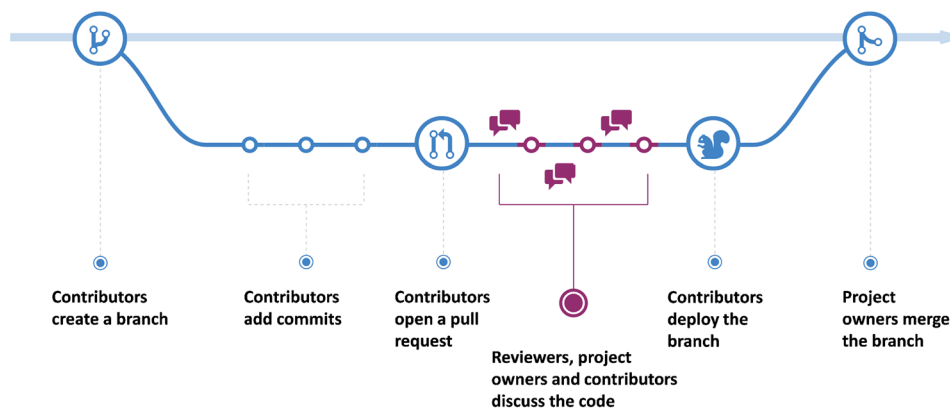 Contributors
create a branch
Contributors
add commits
Contributors
open a pull
request
Reviewers, project
owners and contributors
discuss the code
Contributors
deploy the
branch
Project
owners merge
the branch